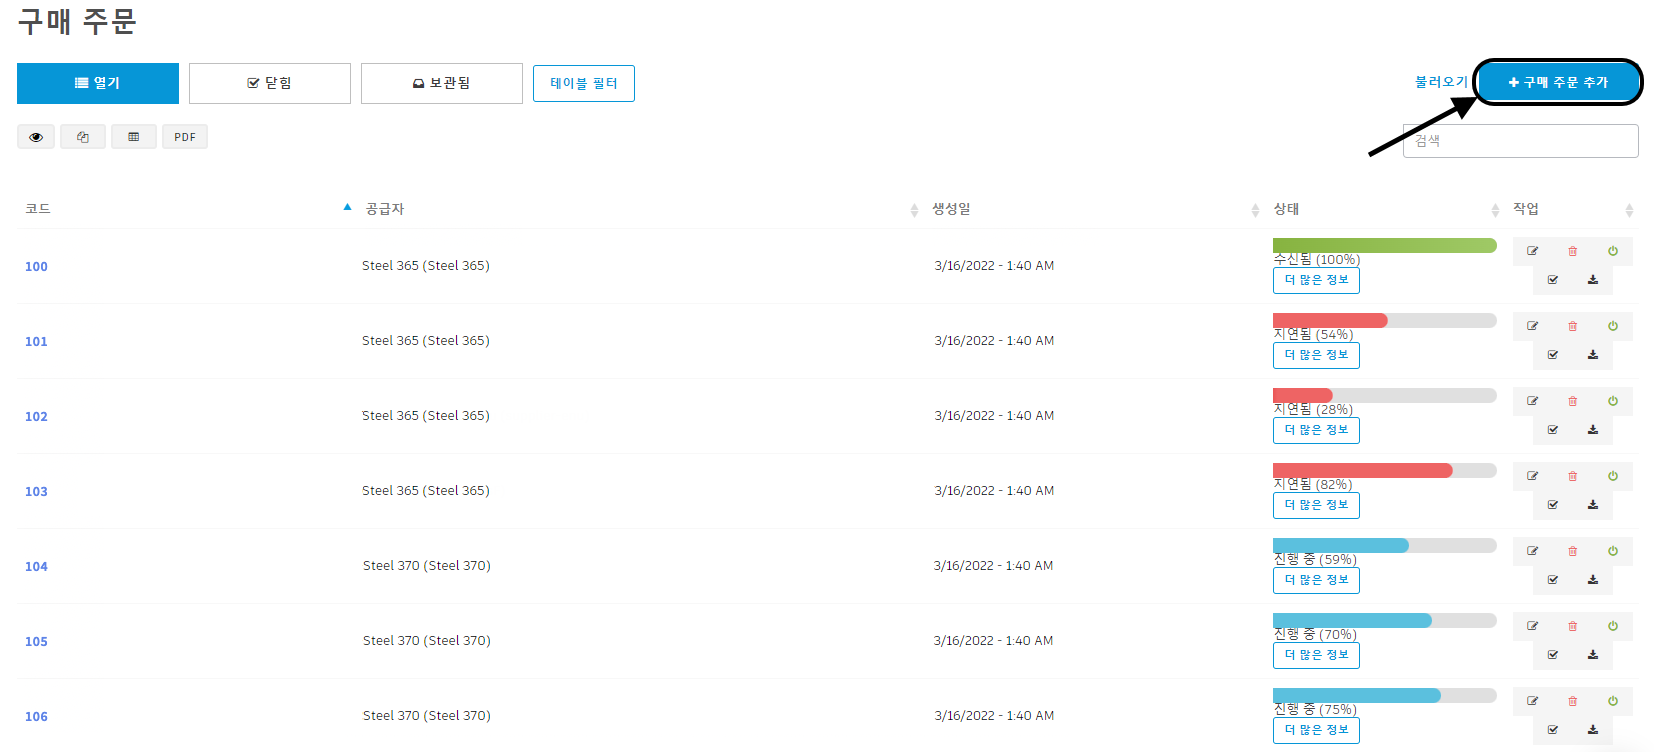 구매 주문
열기 닫힘 보관됨 테이블 필터 불러오기 구매 주문 추가
PDF 검색
코드 공급자 생성일 상태 작업
100 Steel 365 (Steel 365) 3/16/2022 - 1:40 AM 수신됨 (100%)
더 많은 정보
101 Steel 365 (Steel 365) 3/16/2022 - 1:40 AM 지연됨 (54%)
더 많은 정보
102 Steel 365 (Steel 365) 3/16/2022 - 1:40 AM 지연됨 (28%)
더 많은 정보
103 Steel 365 (Steel 365) 3/16/2022 - 1:40 AM 지연됨 (82%)
더 많은 정보
104 Steel 370 (Steel 370) 3/16/2022 - 1:40 AM 진행 중 (59%)
더 많은 정보
105 Steel 370 (Steel 370) 3/16/2022 - 1:40 AM 진행 중 (70%)
더 많은 정보
106 Steel 370 (Steel 370) 3/16/2022 - 1:40 AM 진행 중 (75%)
더 많은 정보